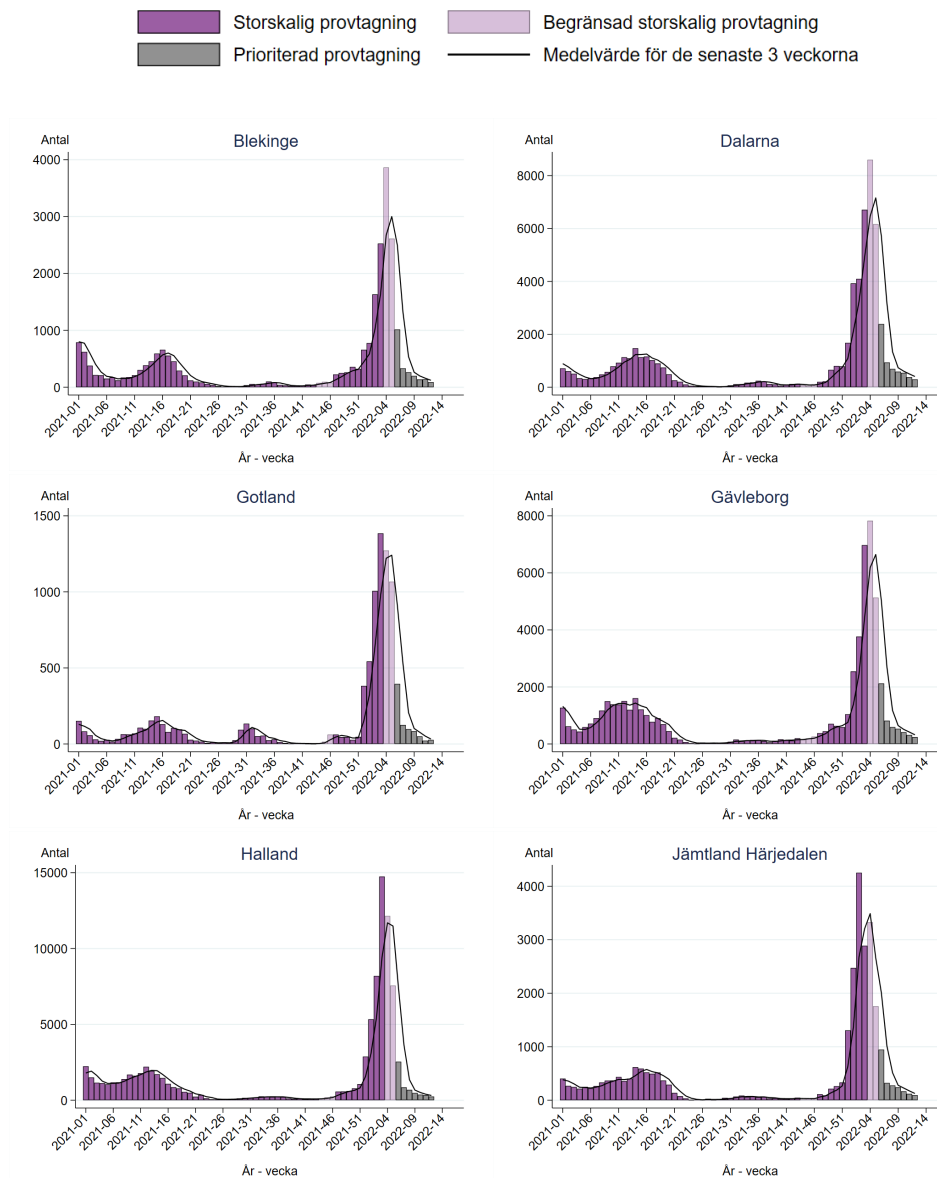 Storskalig provtagning
Begränsad storskalig provtagning
Prioriterad provtagning
Medelvärde för de senaste 3 veckorna
Antal
Blekinge
4000
3000
2000
1000
0
2021-01 2021-06 2021-11 2021-16 2021-21 2021-26 2021-31 2021-36 2021-41 2021-46 2021-51 2022-04 2022-09 2022-14
År - vecka
Antal
Dalarna
8000
6000
4000
2000
0
2021-01 2021-06 2021-11 2021-16 2021-21 2021-26 2021-31 2021-36 2021-41 2021-46 2021-51 2022-04 2022-09 2022-14
År - vecka
Antal
Gotland
1500
1000
500
0
2021-01 2021-06 2021-11 2021-16 2021-21 2021-26 2021-31 2021-36 2021-41 2021-46 2021-51 2022-04 2022-09 2022-14
År - vecka
Antal
Gävleborg
8000
6000
4000
2000
0
2021-01 2021-06 2021-11 2021-16 2021-21 2021-26 2021-31 2021-36 2021-41 2021-46 2021-51 2022-04 2022-09 2022-14
År - vecka
Antal
Halland
15000
10000
5000
0
2021-01 2021-06 2021-11 2021-16 2021-21 2021-26 2021-31 2021-36 2021-41 2021-46 2021-51 2022-04 2022-09 2022-14
År - vecka
Antal
Jämtland Härjedalen
4000
3000
2000
1000
0
2021-01 2021-06 2021-11 2021-16 2021-21 2021-26 2021-31 2021-36 2021-41 2021-46 2021-51 2022-04 2022-09 2022-14
År - vecka